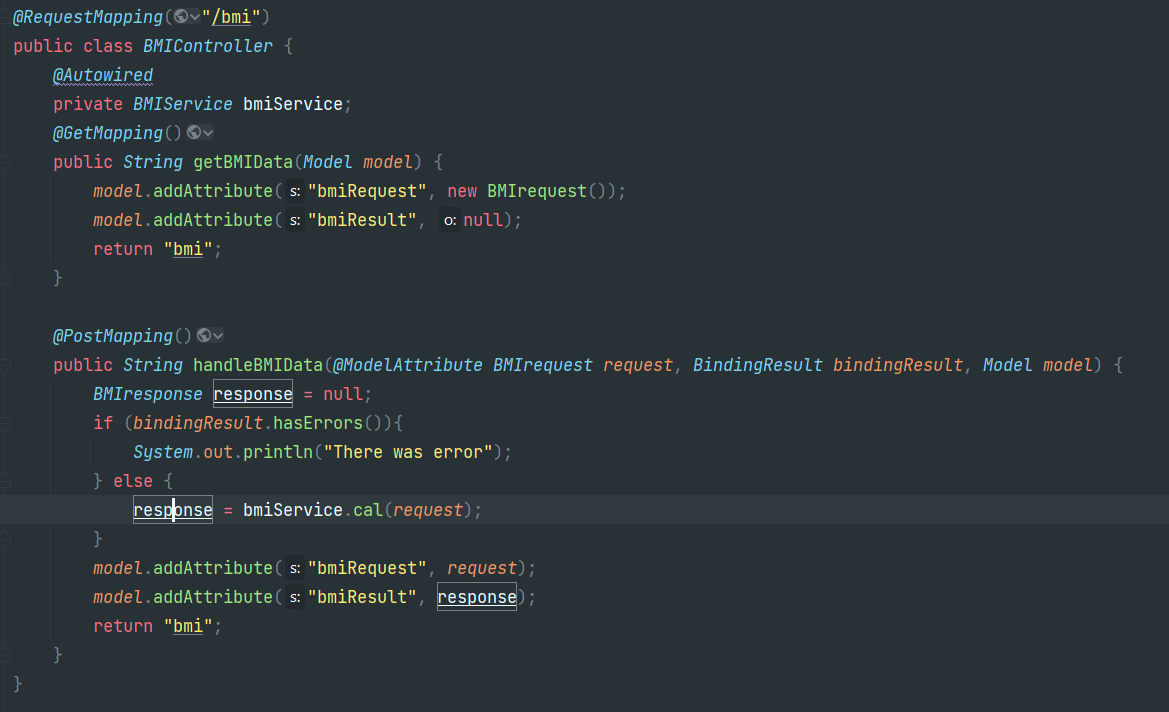 @RequestMapping("/bmi")
public class BMIController {
    @Autowired
    private BMIService bmiService;
    @GetMapping()
    public String getBMIData(Model model) {
        model.addAttribute( s: "bmiRequest", new BMIrequest());
        model.addAttribute( s: "bmiResult", o: null);
        return "bmi";
    }

    @PostMapping()
    public String handleBMIData(@ModelAttribute BMIrequest request, BindingResult bindingResult, Model model) {
        BMIresponse response = null;
        if (bindingResult.hasErrors()){
            System.out.println("There was error");
        } else {
            response = bmiService.cal(request);
        }
        model.addAttribute( s: "bmiRequest", request);
        model.addAttribute( s: "bmiResult", response);
        return "bmi";
    }
}